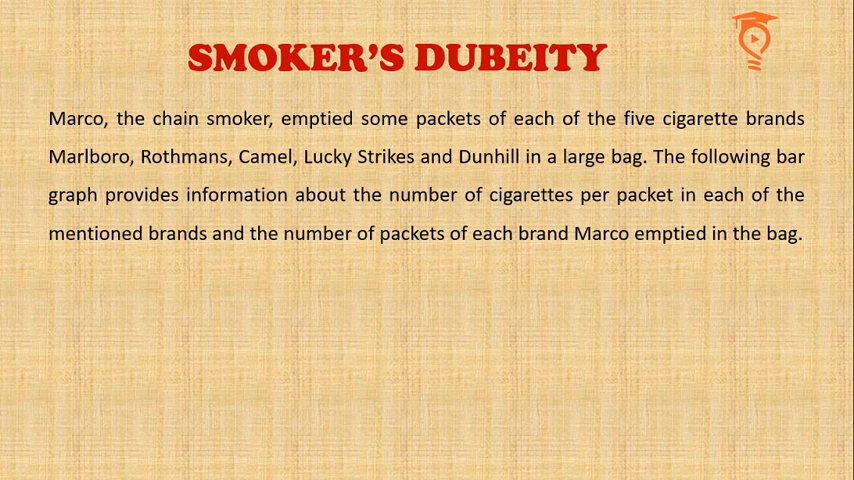 SMOKER’S DUBEITY
Marco, the chain smoker, emptied some packets of each of the five cigarette brands
Marlboro, Rothmans, Camel, Lucky Strikes and Dunhill in a large bag. The following bar
graph provides information about the number of cigarettes per packet in each of the
mentioned brands and the number of packets of each brand Marco emptied in the bag.